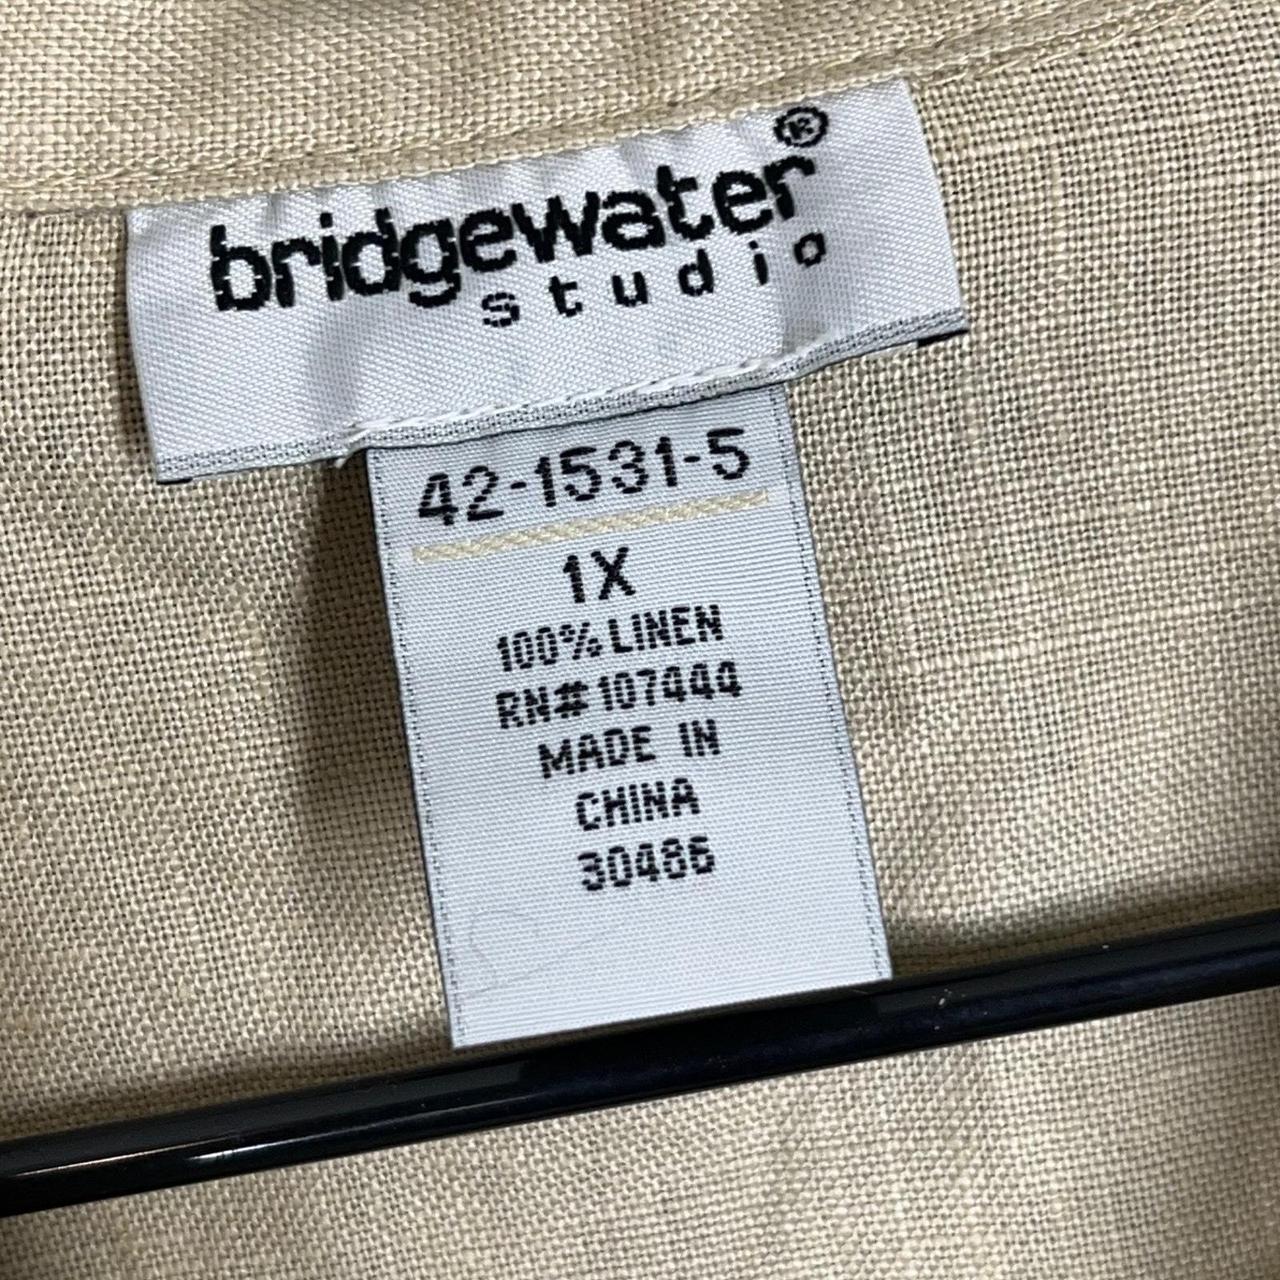 bridgewater®
studio
42-1531-5
1X
100% LINEN
RN# 107444
MADE IN
CHINA
30486